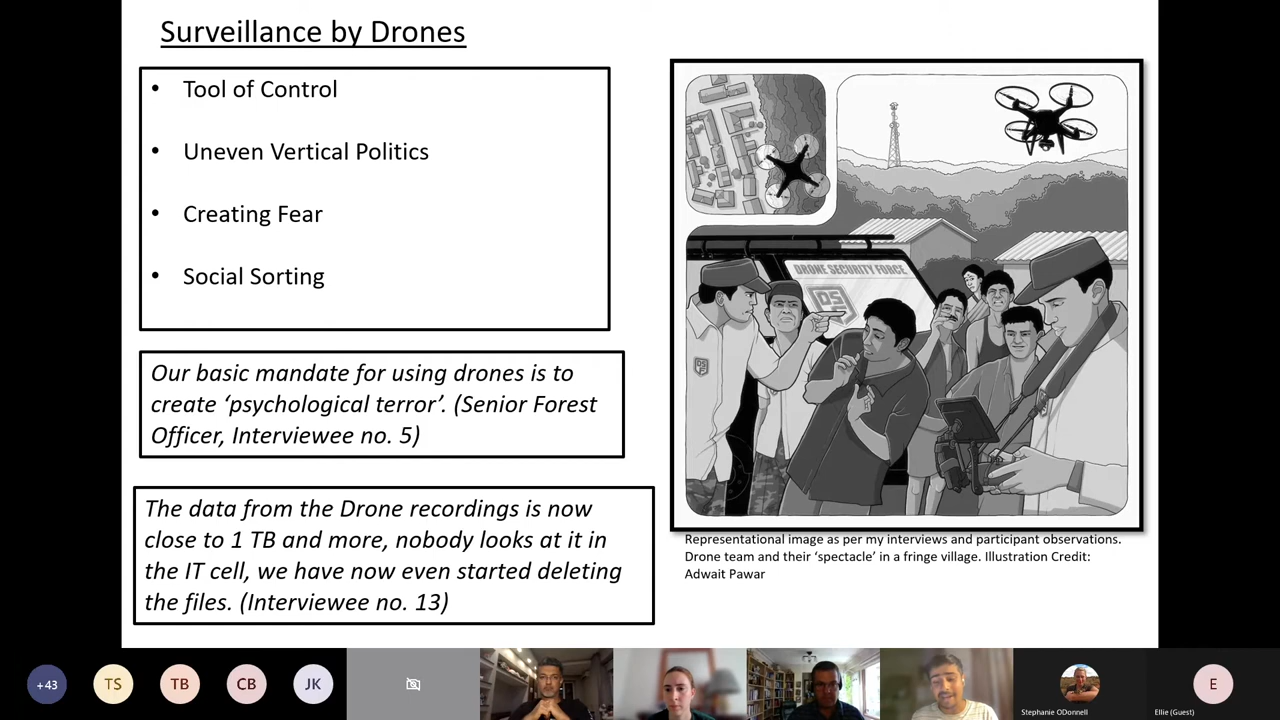 Surveillance by Drones
• Tool of Control
• Uneven Vertical Politics
• Creating Fear
• Social Sorting
Our basic mandate for using drones is to
create ‘psychological terror’. (Senior Forest
Officer, Interviewee no. 5)
The data from the Drone recordings is now
close to 1 TB and more, nobody looks at it in
the IT cell, we have now even started deleting
the files. (Interviewee no. 13)
DRONE SECURITY FORCE
DSF
DSF
Representational image as per my interviews and participant observations.
Drone team and their ‘spectacle’ in a fringe village. Illustration Credit:
Adwait Pawar
+43
TS
TB
CB
JK
Stephanie ODonnell
E
Ellie (Guest)